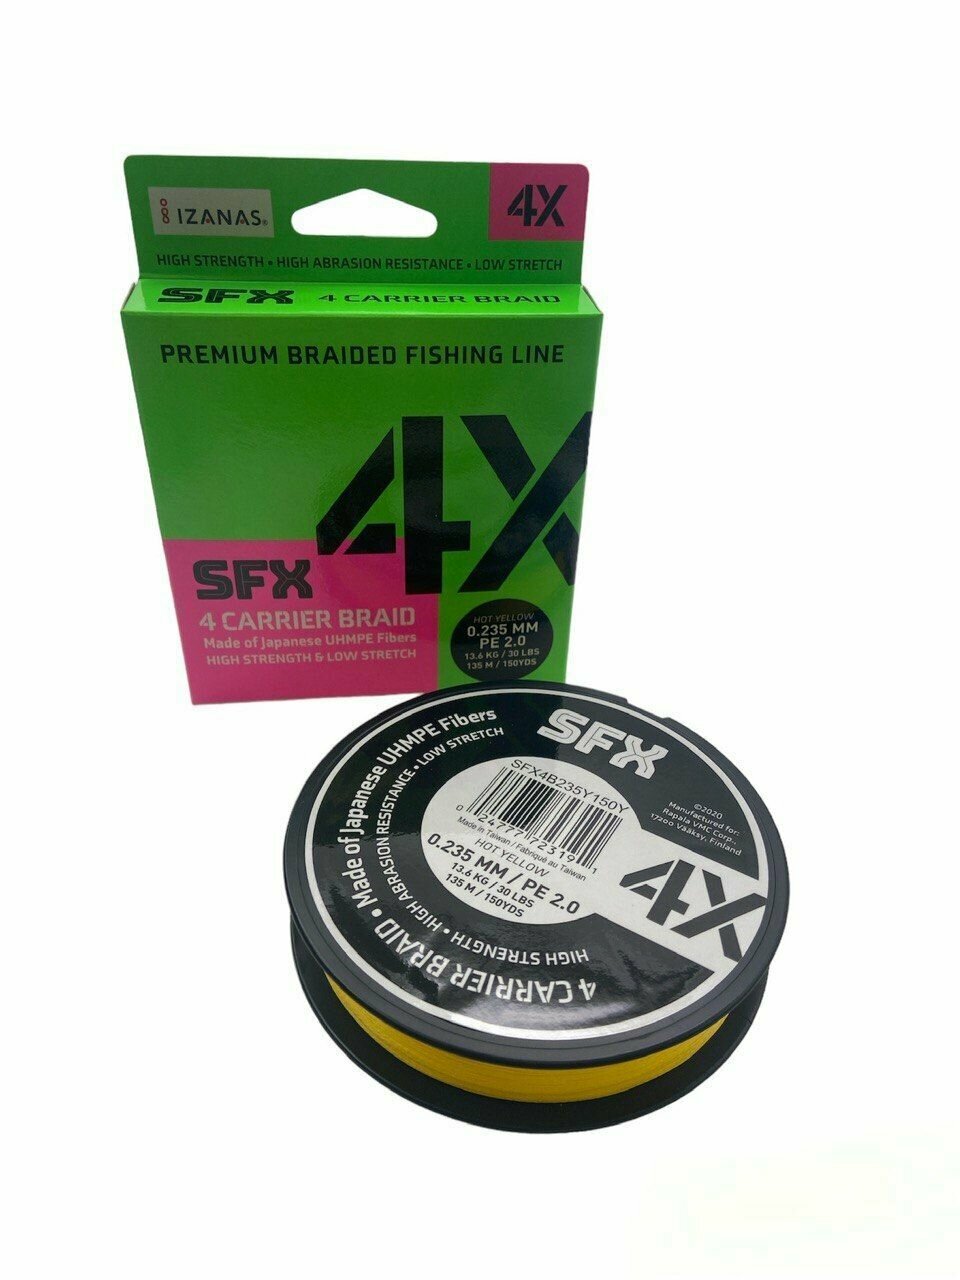 IZANAS®
4X
HIGH STRENGTH • HIGH ABRASION RESISTANCE • LOW STRETCH
SFX 4 CARRIER BRAID
PREMIUM BRAIDED FISHING LINE
4X
SFX
4 CARRIER BRAID
Made of Japanese UHMPE Fibers
HIGH STRENGTH & LOW STRETCH
HOT YELLOW
0.235 MM
PE 2.0
13.6 KG / 30 LBS
135 M / 150YDS
SFX
4X
4 CARRIER BRAID • Made of Japanese UHMPE Fibers
HIGH STRENGTH • HIGH ABRASION RESISTANCE • LOW STRETCH
SFX4B235Y150Y
0 24777 72319 1
Made in Taiwan / Fabriqué au Taiwan
HOT YELLOW
0.235 MM / PE 2.0
13.6 KG / 30 LBS
135 M / 150YDS
©2020
Manufactured for:
Rapala VMC Corp.,
17200 Vääksy, Finland